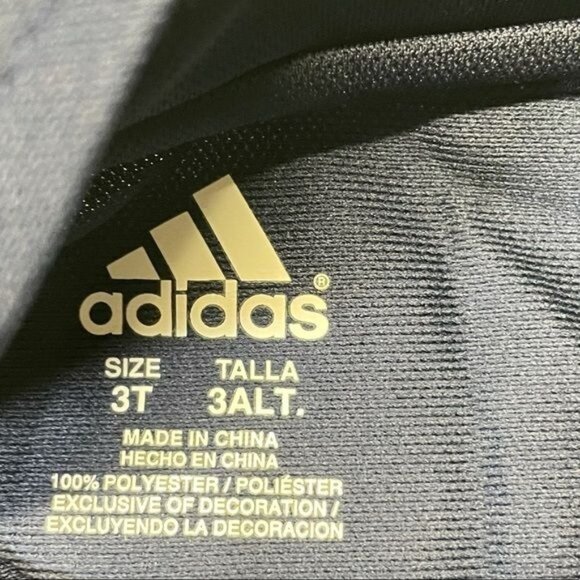 adidas®
SIZE TALLA
3T 3ALT.
MADE IN CHINA
HECHO EN CHINA
100% POLYESTER / POLIÉSTER
EXCLUSIVE OF DECORATION /
EXCLUYENDO LA DECORACION